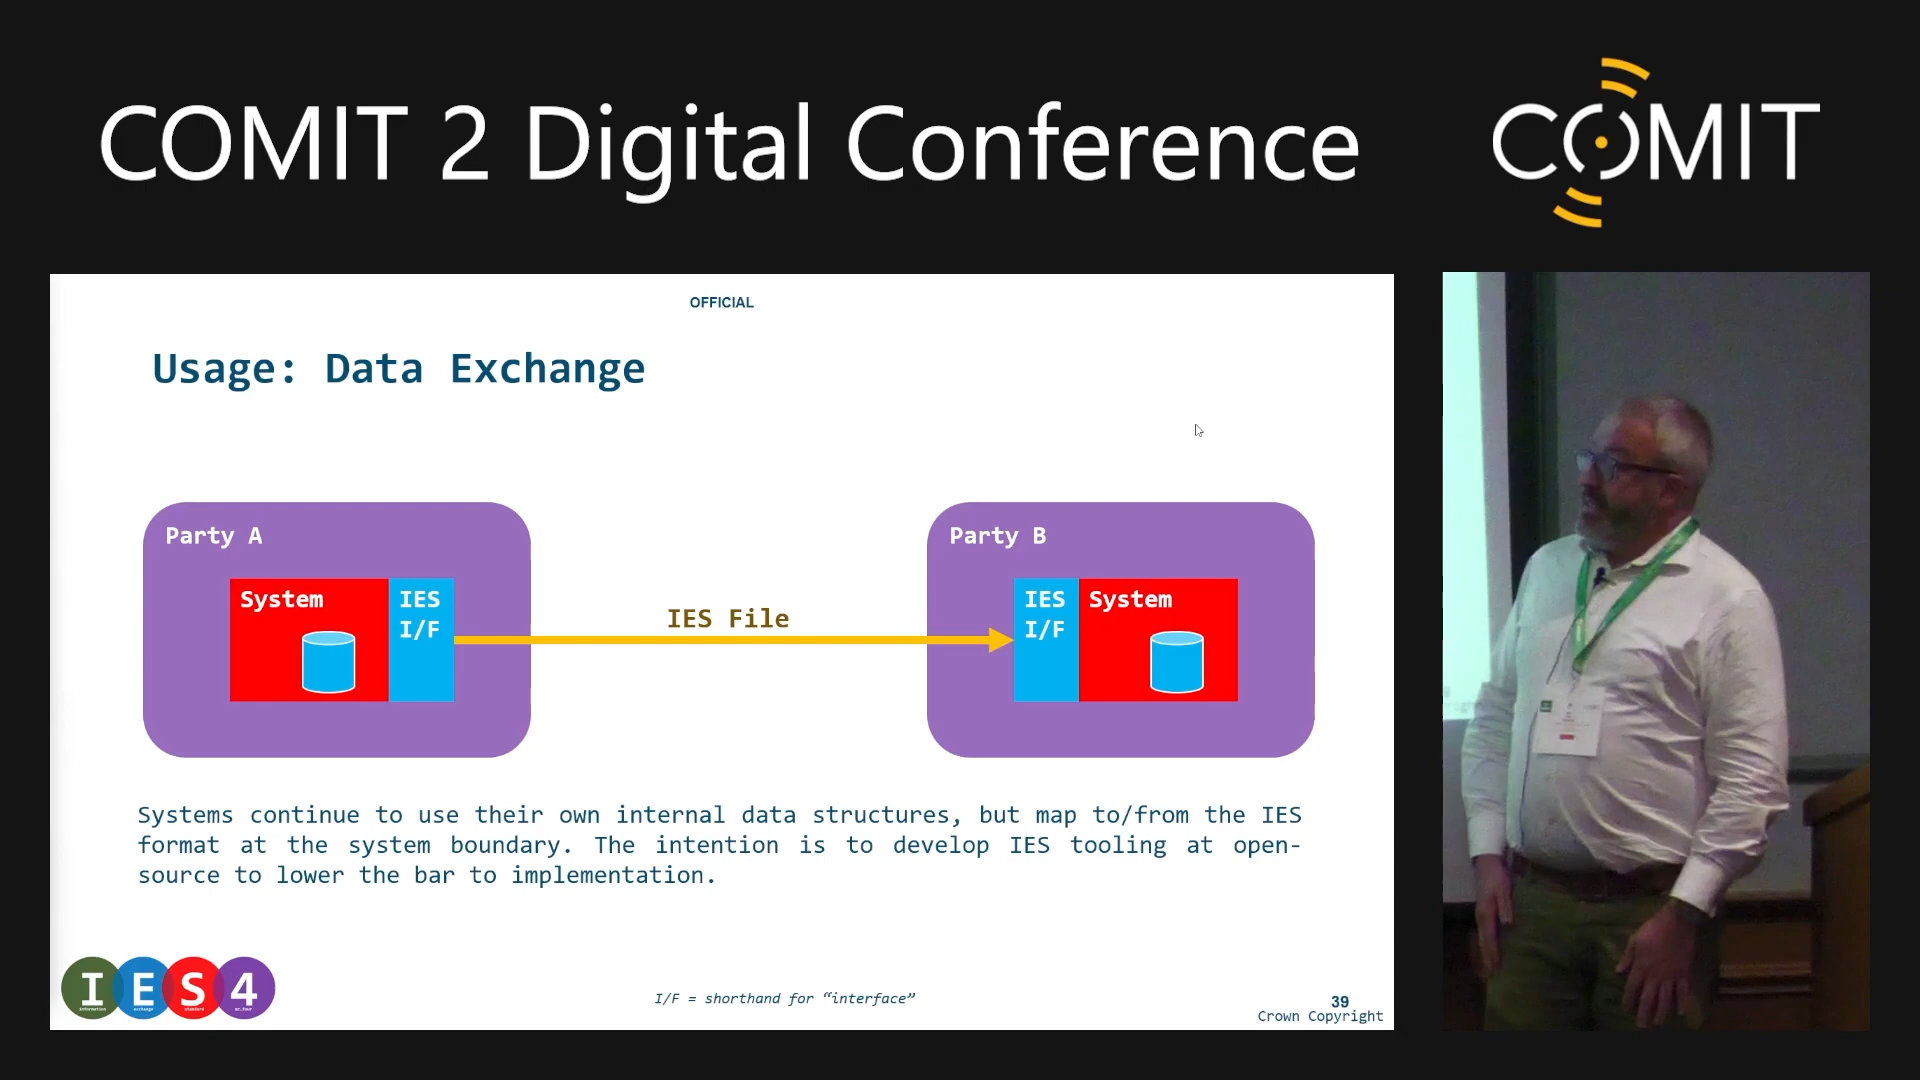 COMIT 2 Digital Conference
COMIT
OFFICIAL
Usage: Data Exchange
Party A
System
IES
I/F
IES File
Party B
IES
I/F
System
Systems continue to use their own internal data structures, but map to/from the IES
format at the system boundary. The intention is to develop IES tooling at open-
source to lower the bar to implementation.
IES4
I/F = shorthand for “interface”
39
Crown Copyright